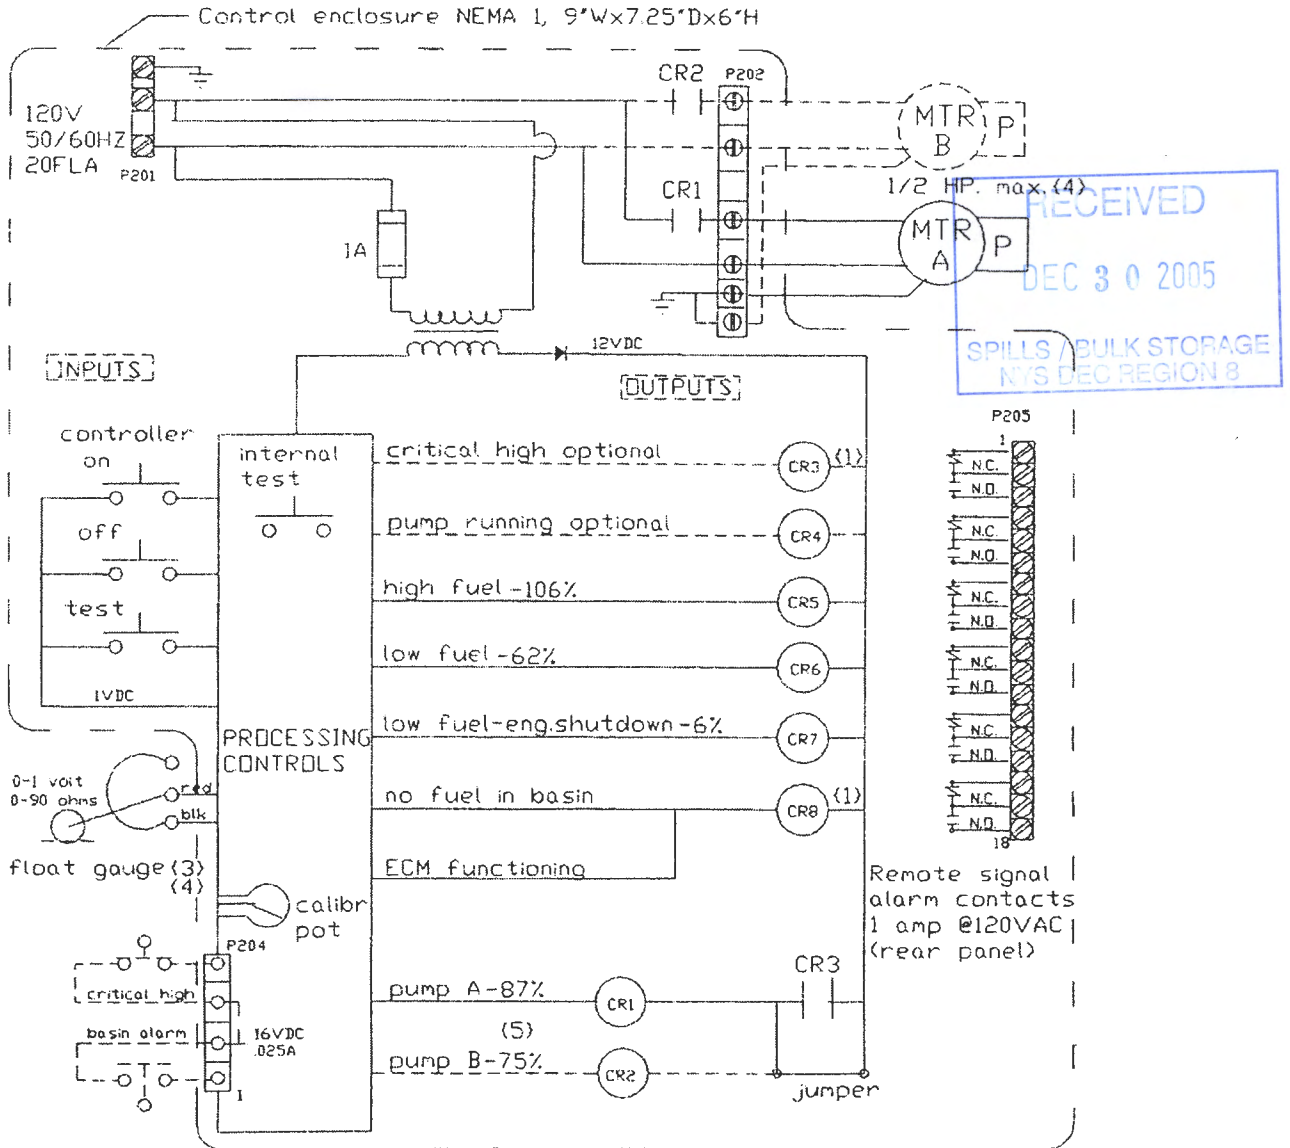 Control enclosure NEMA 1, 9"Wx7.25"Dx6"H
120V
50/60HZ
20FLA
P201
CR2
P202
MTR
B
P
1/2 HP. max.(4)
CR1
MTR
A
P
1A
RECEIVED
DEC 30 2005
SPILLS / BULK STORAGE
NYS DEC REGION 8
12VDC
INPUTS
OUTPUTS
controller
on
off
test
1VDC
internal
test
PROCESSING
CONTROLS
critical high optional
CR3
(1)
pump running optional
CR4
high fuel-106%
CR5
low fuel-62%
CR6
low fuel-eng.shutdown-6%
CR7
no fuel in basin
CR8
(1)
ECM functioning
P205
1
N.C.
N.O.
N.C.
N.O.
N.C.
N.O.
N.C.
N.O.
N.C.
N.O.
N.C.
N.O.
18
Remote signal
alarm contacts
1 amp @120VAC
(rear panel)
0-1 volt
0-90 ohms
red
blk
float gauge(3)
(4)
calibr
pot
P204
critical high
basin alarm
16VDC
.025A
1
pump A-87%
CR1
(5)
pump B-75%
CR2
CR3
jumper